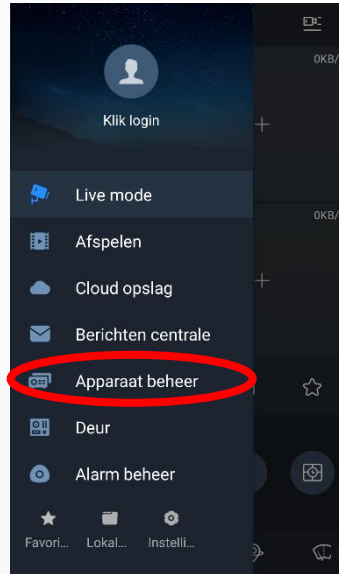 0KB/
Klik login
Live mode
0KB/
Afspelen
Cloud opslag
Berichten centrale
Apparaat beheer
Deur
Alarm beheer
Favori... Lokal... Instelli...